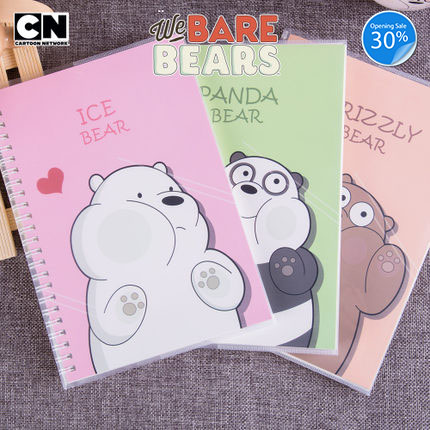 CN
CARTOON NETWORK
We BARE
BEARS
Opening Sale
30%
ICE
BEAR
PANDA
BEAR
RIZZLY
BEAR